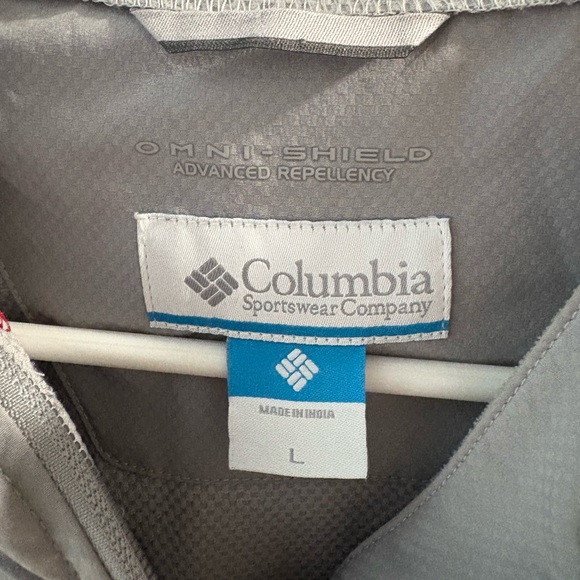 OMNI-SHIELD
ADVANCED REPELLENCY
Columbia
Sportswear Company
MADE IN INDIA
L